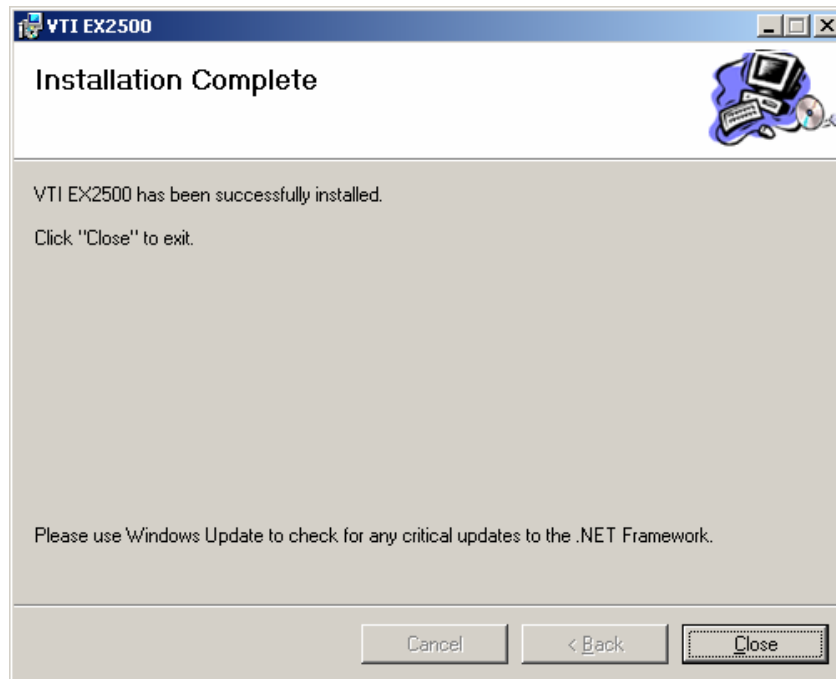 VTI EX2500
Installation Complete
VTI EX2500 has been successfully installed.
Click "Close" to exit.
Please use Windows Update to check for any critical updates to the .NET Framework.
Cancel
< Back
Close